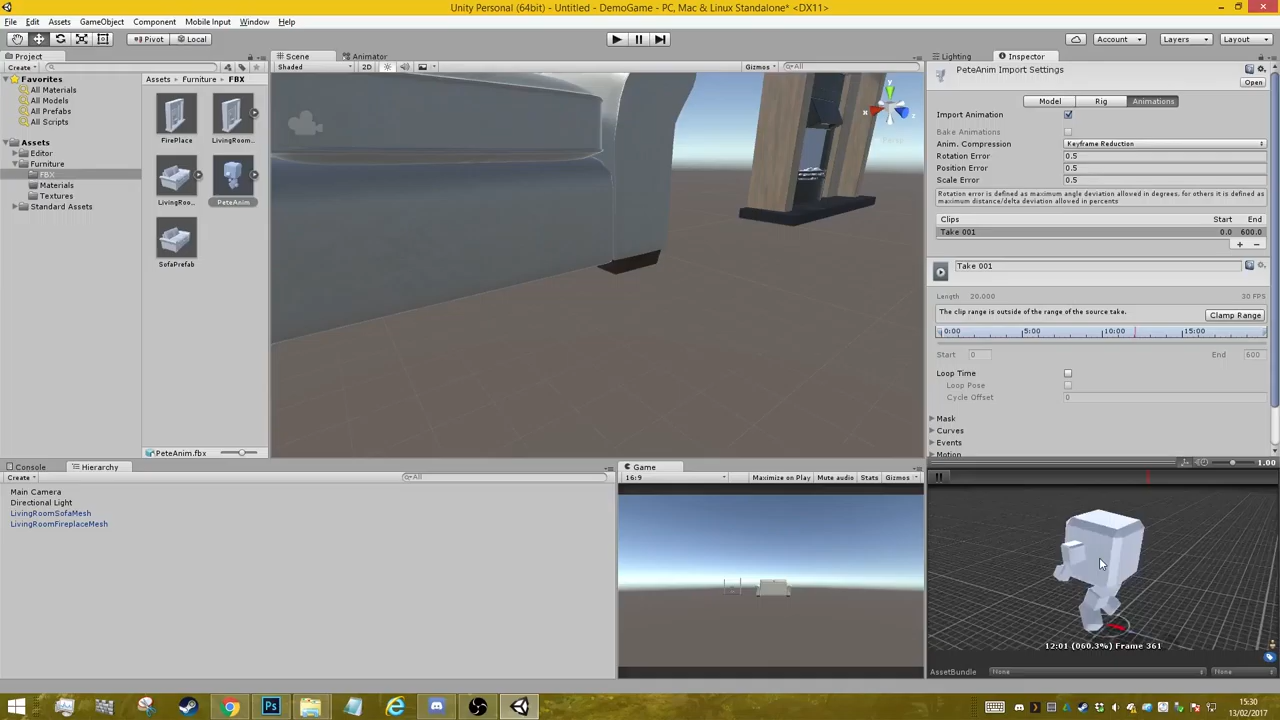 Unity Personal (64bit) - Untitled - DemoGame - PC, Mac & Linux Standalone* <DX11>
File Edit Assets GameObject Component Mobile Input Window Help
Pivot Local Account Layers Layout
Project
Create
Favorites
All Materials
All Models
All Prefabs
All Scripts
Assets
Editor
Furniture
FBX
Materials
Textures
Standard Assets
Assets Furniture FBX
FirePlace LivingRoom...
LivingRoo... PeteAnim
SofaPrefab
PeteAnim.fbx
Scene Animator
Shaded 2D Gizmos All
y
x
z
Lighting Inspector
PeteAnim Import Settings
Open
Model Rig Animations
Import Animation
Bake Animations
Anim. Compression Keyframe Reduction
Rotation Error 0.5
Position Error 0.5
Scale Error 0.5
Rotation error is defined as maximum angle deviation allowed in degrees, for others it is defined as
maximum distance/delta deviation allowed in percents
Clips Start End
Take 001 0.0 600.0
Take 001
Length 20.000 30 FPS
The clip range is outside of the range of the source take.
Clamp Range
0:00 5:00 10:00 15:00
Start 0 End 600
Loop Time
Loop Pose
Cycle Offset 0
Mask
Curves
Events
Motion
1.00
12:01 (060.3%) Frame 361
AssetBundle None None
Console Hierarchy
Create All
Main Camera
Directional Light
LivingRoomSofaMesh
LivingRoomFireplaceMesh
Game
16:9 Maximize on Play Mute audio Stats Gizmos
15:30
13/02/2017